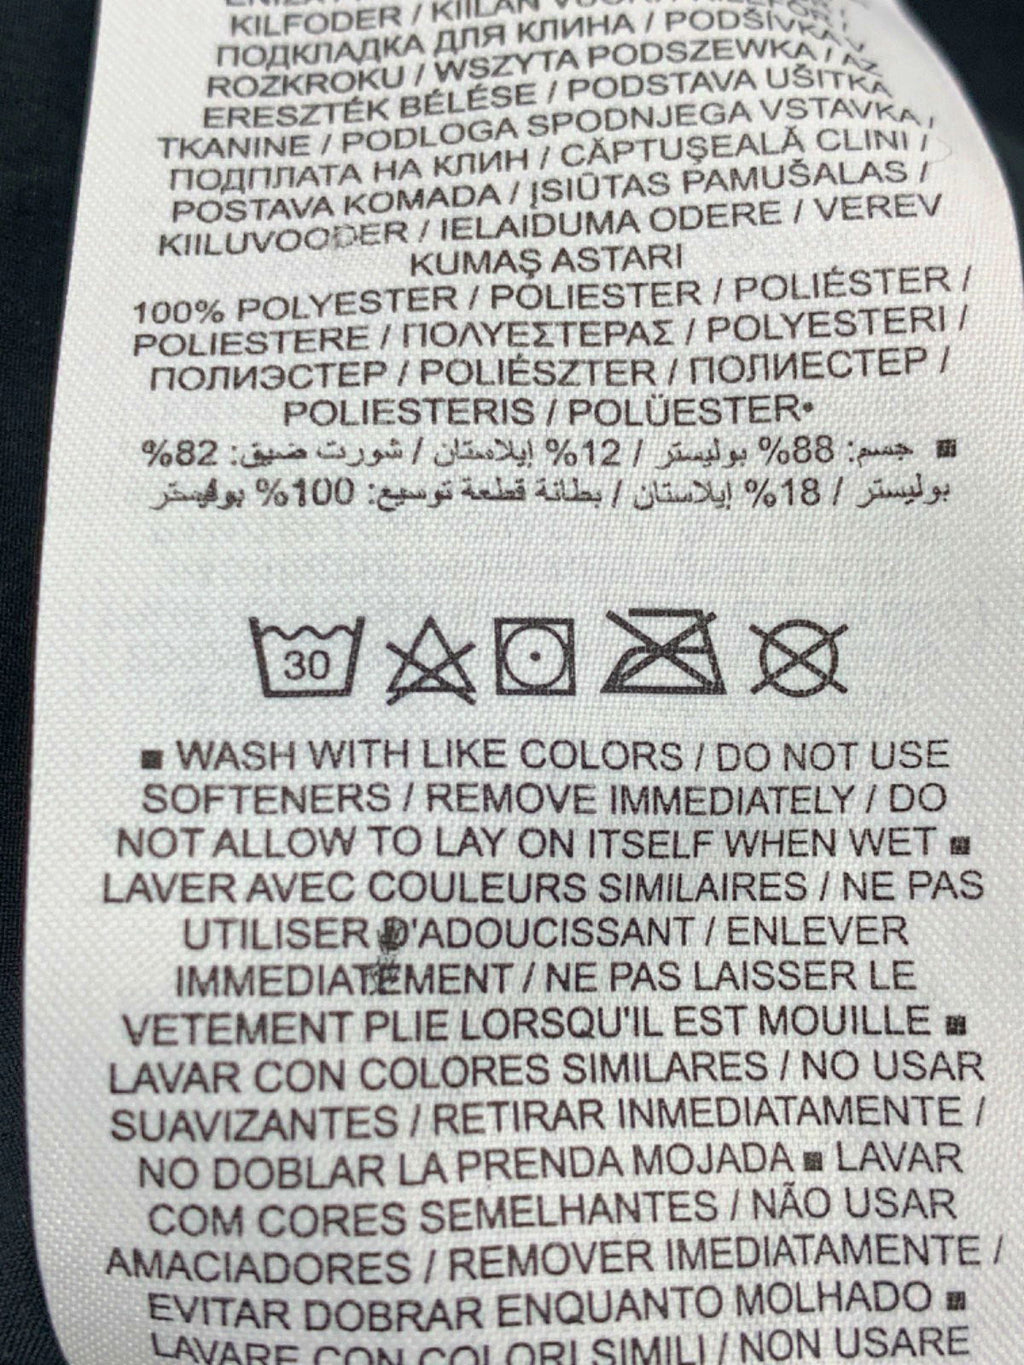 KILFODER / KIILAN
ПОДКЛАДКА ДЛЯ КЛИНА / PODŠÍVKA
ROZKROKU / WSZYTA PODSZEWKA / AZ
ERESZTÉK BÉLÉSE / PODSTAVA UŠITKA
TKANINE / PODLOGA SPODNJEGA VSTAVKA /
ПОДПЛАТА НА КЛИН / CĂPTUŞEALĂ CLINI /
POSTAVA KOMADA / ĮSIŪTAS PAMUŠALAS /
KIILUVOODER / IELAIDUMA ODERE / VEREV
KUMAŞ ASTARI
100% POLYESTER / POLIESTER / POLIÉSTER /
POLIESTERE / ΠΟΛΥΕΣΤΕΡΑΣ / POLYESTERI /
ПОЛИЭСТЕР / POLIÉSZTER / ПОЛИЕСТЕР /
POLIESTERIS / POLÜESTER•
■ جسم: 88% بوليستر / 12% إيلاستان / شورت ضيق: 82%
بوليستر / 18% إيلاستان / بطانة قطعة توسيع: 100% بوليستر
30
■ WASH WITH LIKE COLORS / DO NOT USE
SOFTENERS / REMOVE IMMEDIATELY / DO
NOT ALLOW TO LAY ON ITSELF WHEN WET ■
LAVER AVEC COULEURS SIMILAIRES / NE PAS
UTILISER D'ADOUCISSANT / ENLEVER
IMMEDIATEMENT / NE PAS LAISSER LE
VETEMENT PLIE LORSQU'IL EST MOUILLE ■
LAVAR CON COLORES SIMILARES / NO USAR
SUAVIZANTES / RETIRAR INMEDIATAMENTE /
NO DOBLAR LA PRENDA MOJADA ■ LAVAR
COM CORES SEMELHANTES / NÃO USAR
AMACIADORES / REMOVER IMEDIATAMENTE /
EVITAR DOBRAR ENQUANTO MOLHADO ■
LAVARE CON COLORI SIMILI / NON USARE